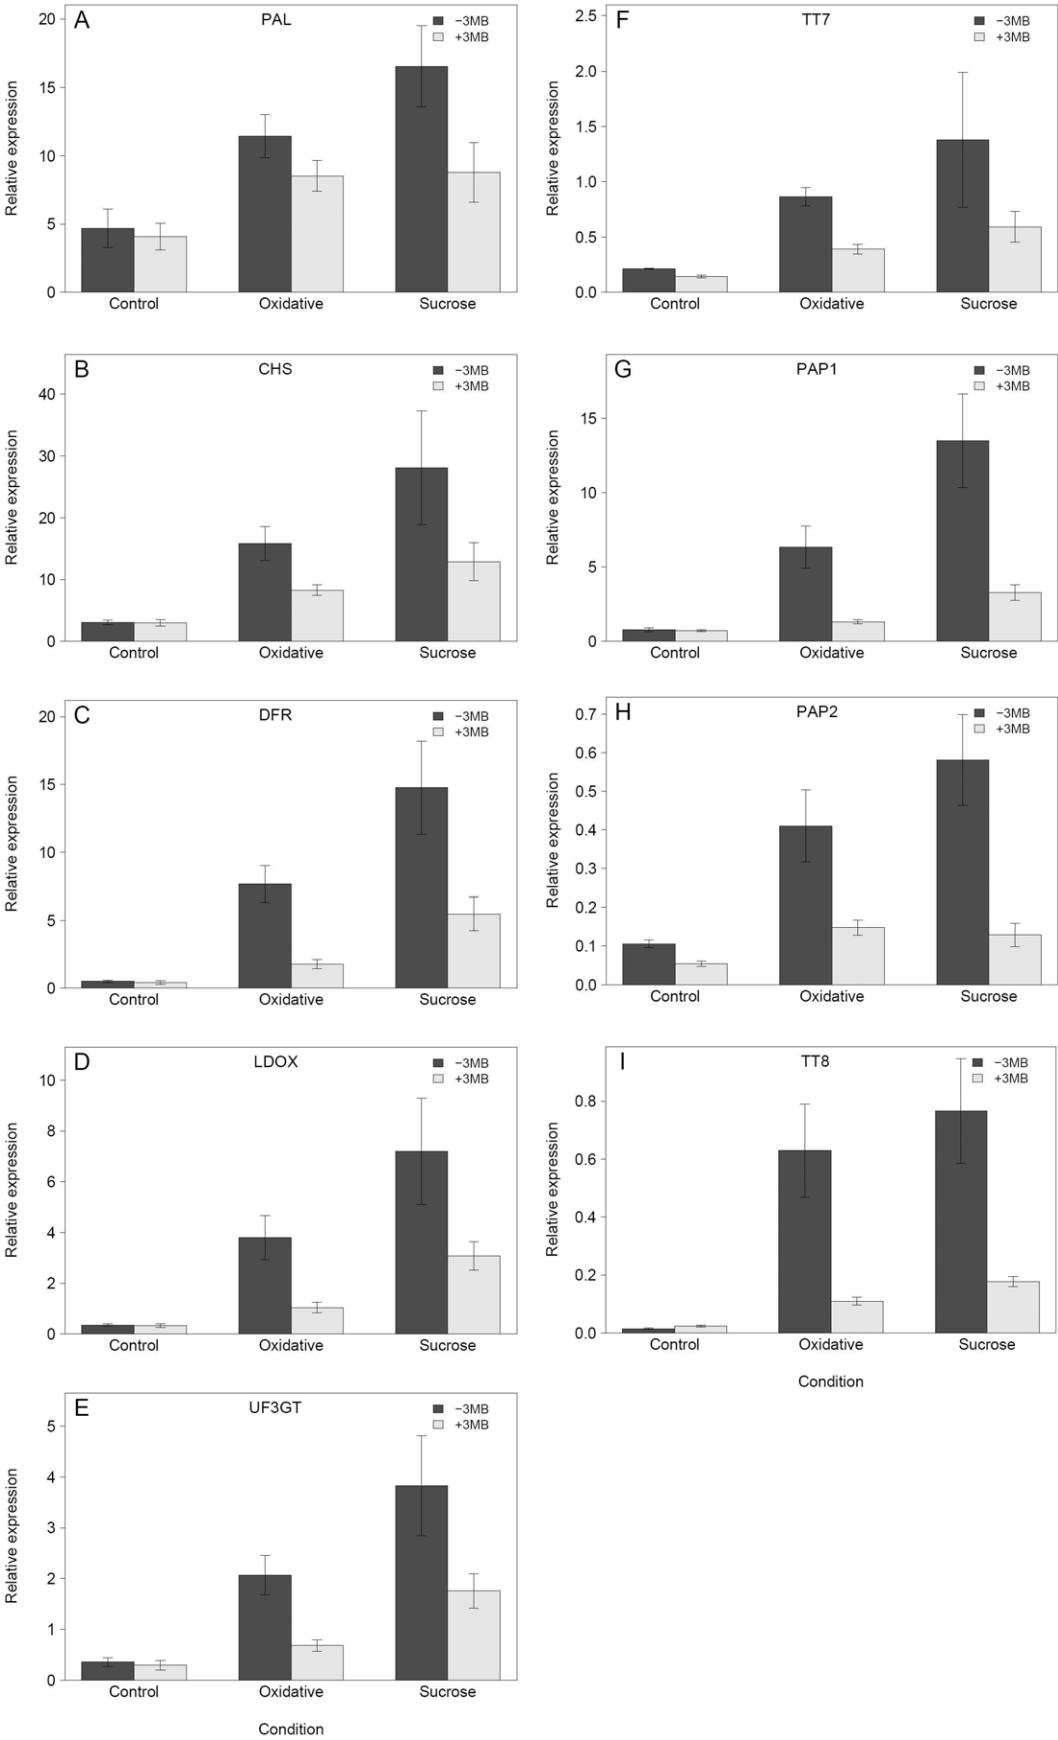 A PAL −3MB
+3MB
20
15
10
5
0
Relative expression
Control Oxidative Sucrose
B CHS −3MB
+3MB
40
30
20
10
0
Relative expression
Control Oxidative Sucrose
C DFR −3MB
+3MB
20
15
10
5
0
Relative expression
Control Oxidative Sucrose
D LDOX −3MB
+3MB
10
8
6
4
2
0
Relative expression
Control Oxidative Sucrose
E UF3GT −3MB
+3MB
5
4
3
2
1
0
Relative expression
Control Oxidative Sucrose
Condition
F TT7 −3MB
+3MB
2.5
2.0
1.5
1.0
0.5
0.0
Relative expression
Control Oxidative Sucrose
G PAP1 −3MB
+3MB
15
10
5
0
Relative expression
Control Oxidative Sucrose
H PAP2 −3MB
+3MB
0.7
0.6
0.5
0.4
0.3
0.2
0.1
0.0
Relative expression
Control Oxidative Sucrose
I TT8 −3MB
+3MB
0.8
0.6
0.4
0.2
0.0
Relative expression
Control Oxidative Sucrose
Condition